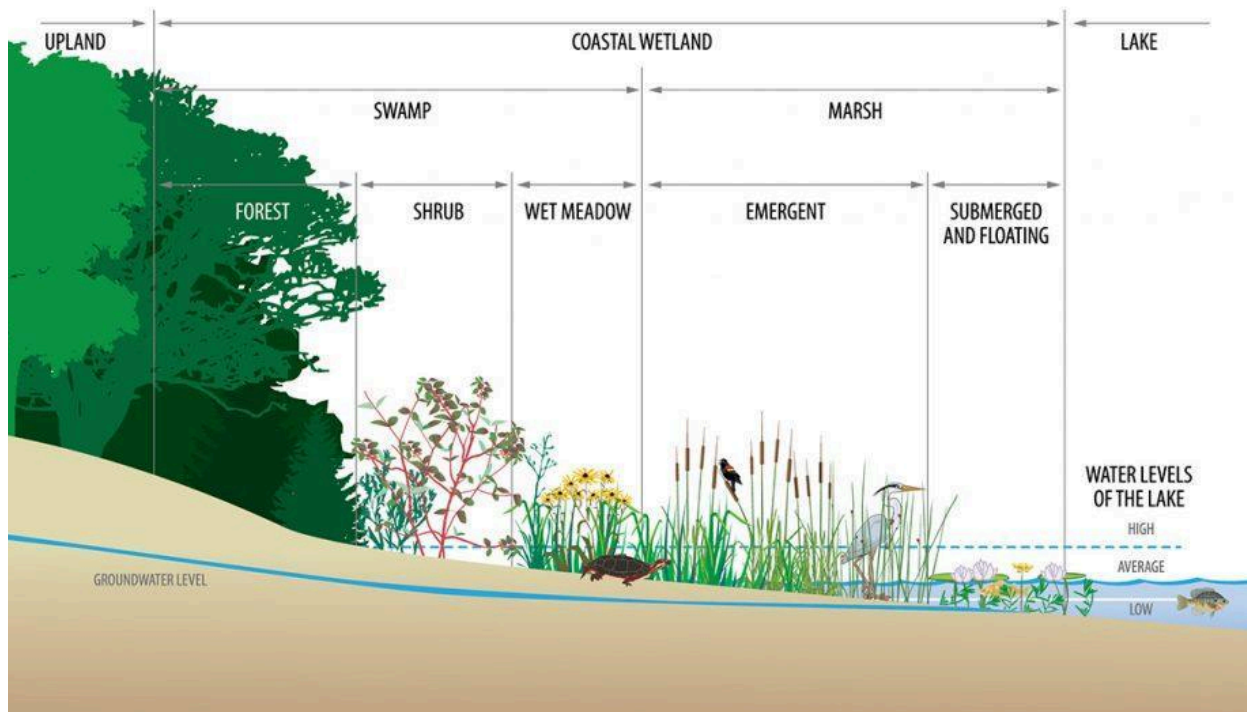 UPLAND
COASTAL WETLAND
LAKE
SWAMP
MARSH
FOREST
SHRUB
WET MEADOW
EMERGENT
SUBMERGED
AND FLOATING
WATER LEVELS
OF THE LAKE
HIGH
AVERAGE
LOW
GROUNDWATER LEVEL